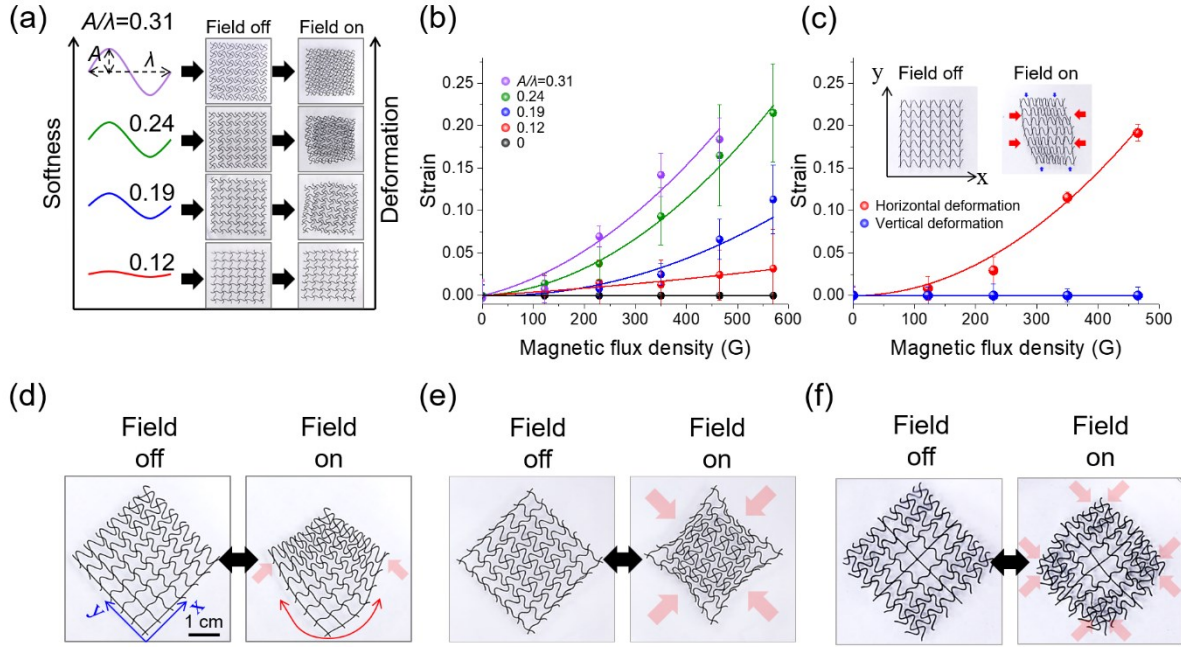 (a)
A/λ=0.31
Field off
Field on
A
λ
0.24
0.19
0.12
Softness
Deformation
(b)
0.25
0.20
0.15
0.10
0.05
0.00
Strain
A/λ=0.31
0.24
0.19
0.12
0
0 100 200 300 400 500 600
Magnetic flux density (G)
(c)
0.25
0.20
0.15
0.10
0.05
0.00
Strain
y
x
Field off
Field on
Horizontal deformation
Vertical deformation
0 100 200 300 400 500
Magnetic flux density (G)
(d)
Field
off
Field
on
y
x
1 cm
(e)
Field
off
Field
on
(f)
Field
off
Field
on